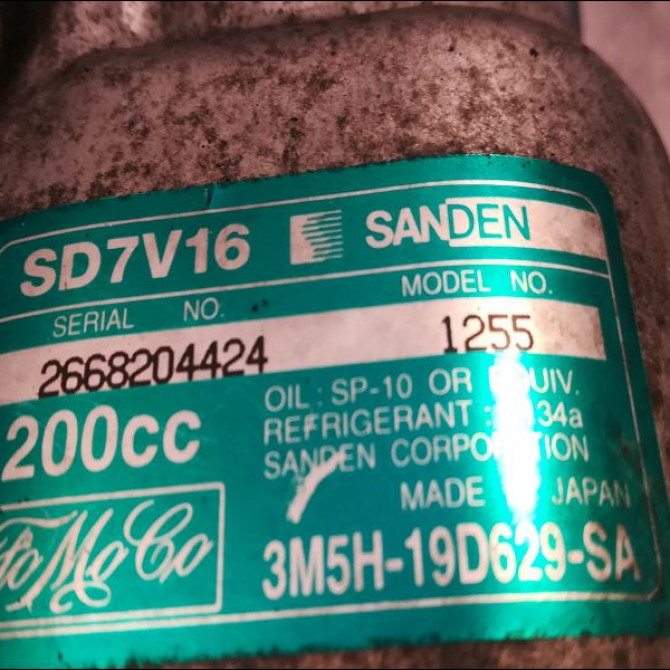 SD7V16 SANDEN
SERIAL NO. MODEL NO.
2668204424 1255
OIL : SP-10 OR
REFRIGERANT :
200cc
SANDEN
MADE JAPAN
FoMoCo
3M5H-19D629-SA